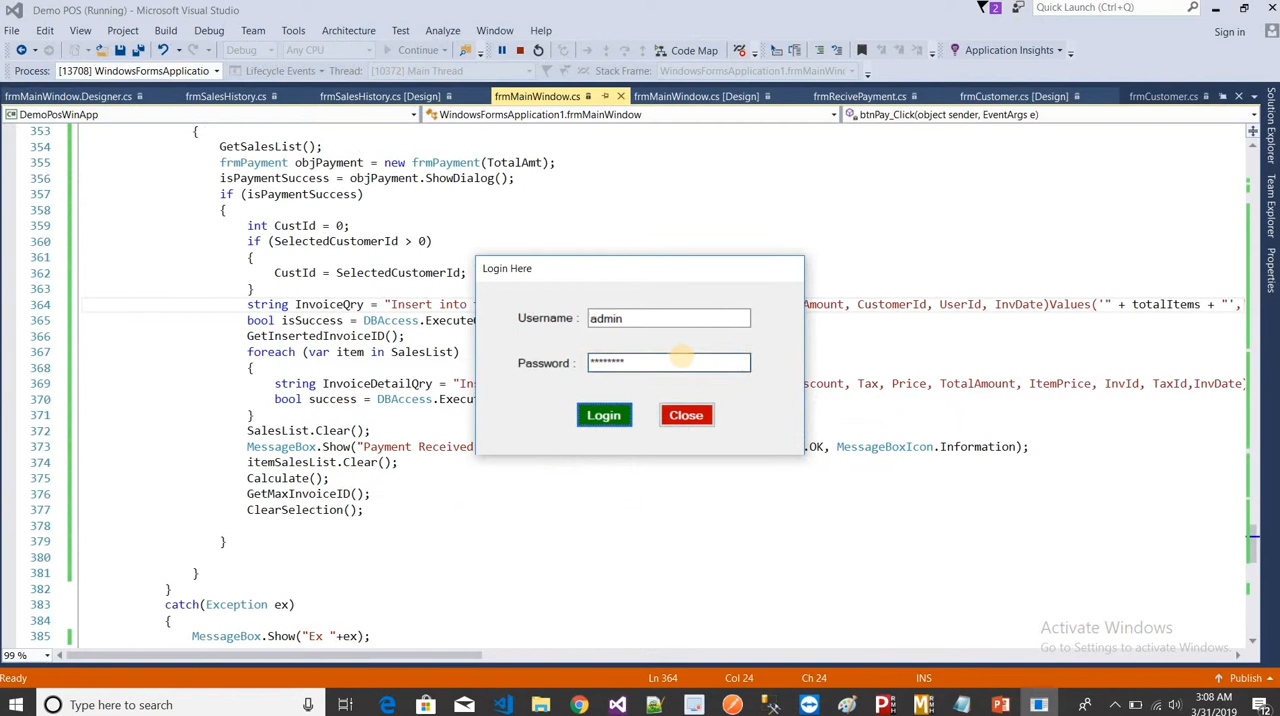 Demo POS (Running) - Microsoft Visual Studio
2
Quick Launch (Ctrl+Q)
File Edit View Project Build Debug Team Tools Architecture Test Analyze Window Help
Sign in
Debug Any CPU Continue Code Map Application Insights
Process: [13708] WindowsFormsApplicatio Lifecycle Events Thread: [10372] Main Thread Stack Frame: WindowsFormsApplication1.frmMainWind
frmMainWindow.Designer.cs frmSalesHistory.cs frmSalesHistory.cs [Design] frmMainWindow.cs frmMainWindow.cs [Design] frmRecivePayment.cs frmCustomer.cs [Design] frmCustomer.cs
DemoPosWinApp WindowsFormsApplication1.frmMainWindow btnPay_Click(object sender, EventArgs e)
353 {
354 GetSalesList();
355 frmPayment objPayment = new frmPayment(TotalAmt);
356 isPaymentSuccess = objPayment.ShowDialog();
357 if (isPaymentSuccess)
358 {
359 int CustId = 0;
360 if (SelectedCustomerId > 0)
361 {
362 CustId = SelectedCustomerId;
363 }
364 string InvoiceQry = "Insert into Amount, CustomerId, UserId, InvDate)Values('" + totalItems + "',
365 bool isSuccess = DBAccess.Execute
366 GetInsertedInvoiceID();
367 foreach (var item in SalesList)
368 {
369 string InvoiceDetailQry = "Ins count, Tax, Price, TotalAmount, ItemPrice, InvId, TaxId,InvDate)
370 bool success = DBAccess.Execu
371 }
372 SalesList.Clear();
373 MessageBox.Show("Payment Received .OK, MessageBoxIcon.Information);
374 itemSalesList.Clear();
375 Calculate();
376 GetMaxInvoiceID();
377 ClearSelection();
378
379 }
380
381 }
382 }
383 catch(Exception ex)
384 {
385 MessageBox.Show("Ex "+ex);
Login Here
Username : admin
Password : ********
Login Close
Solution Explorer
Team Explorer
Properties
Activate Windows
Go to Settings to activate Windows.
99 %
Ready Ln 364 Col 24 Ch 24 INS Publish
Type here to search
3:08 AM
3/31/2019
12